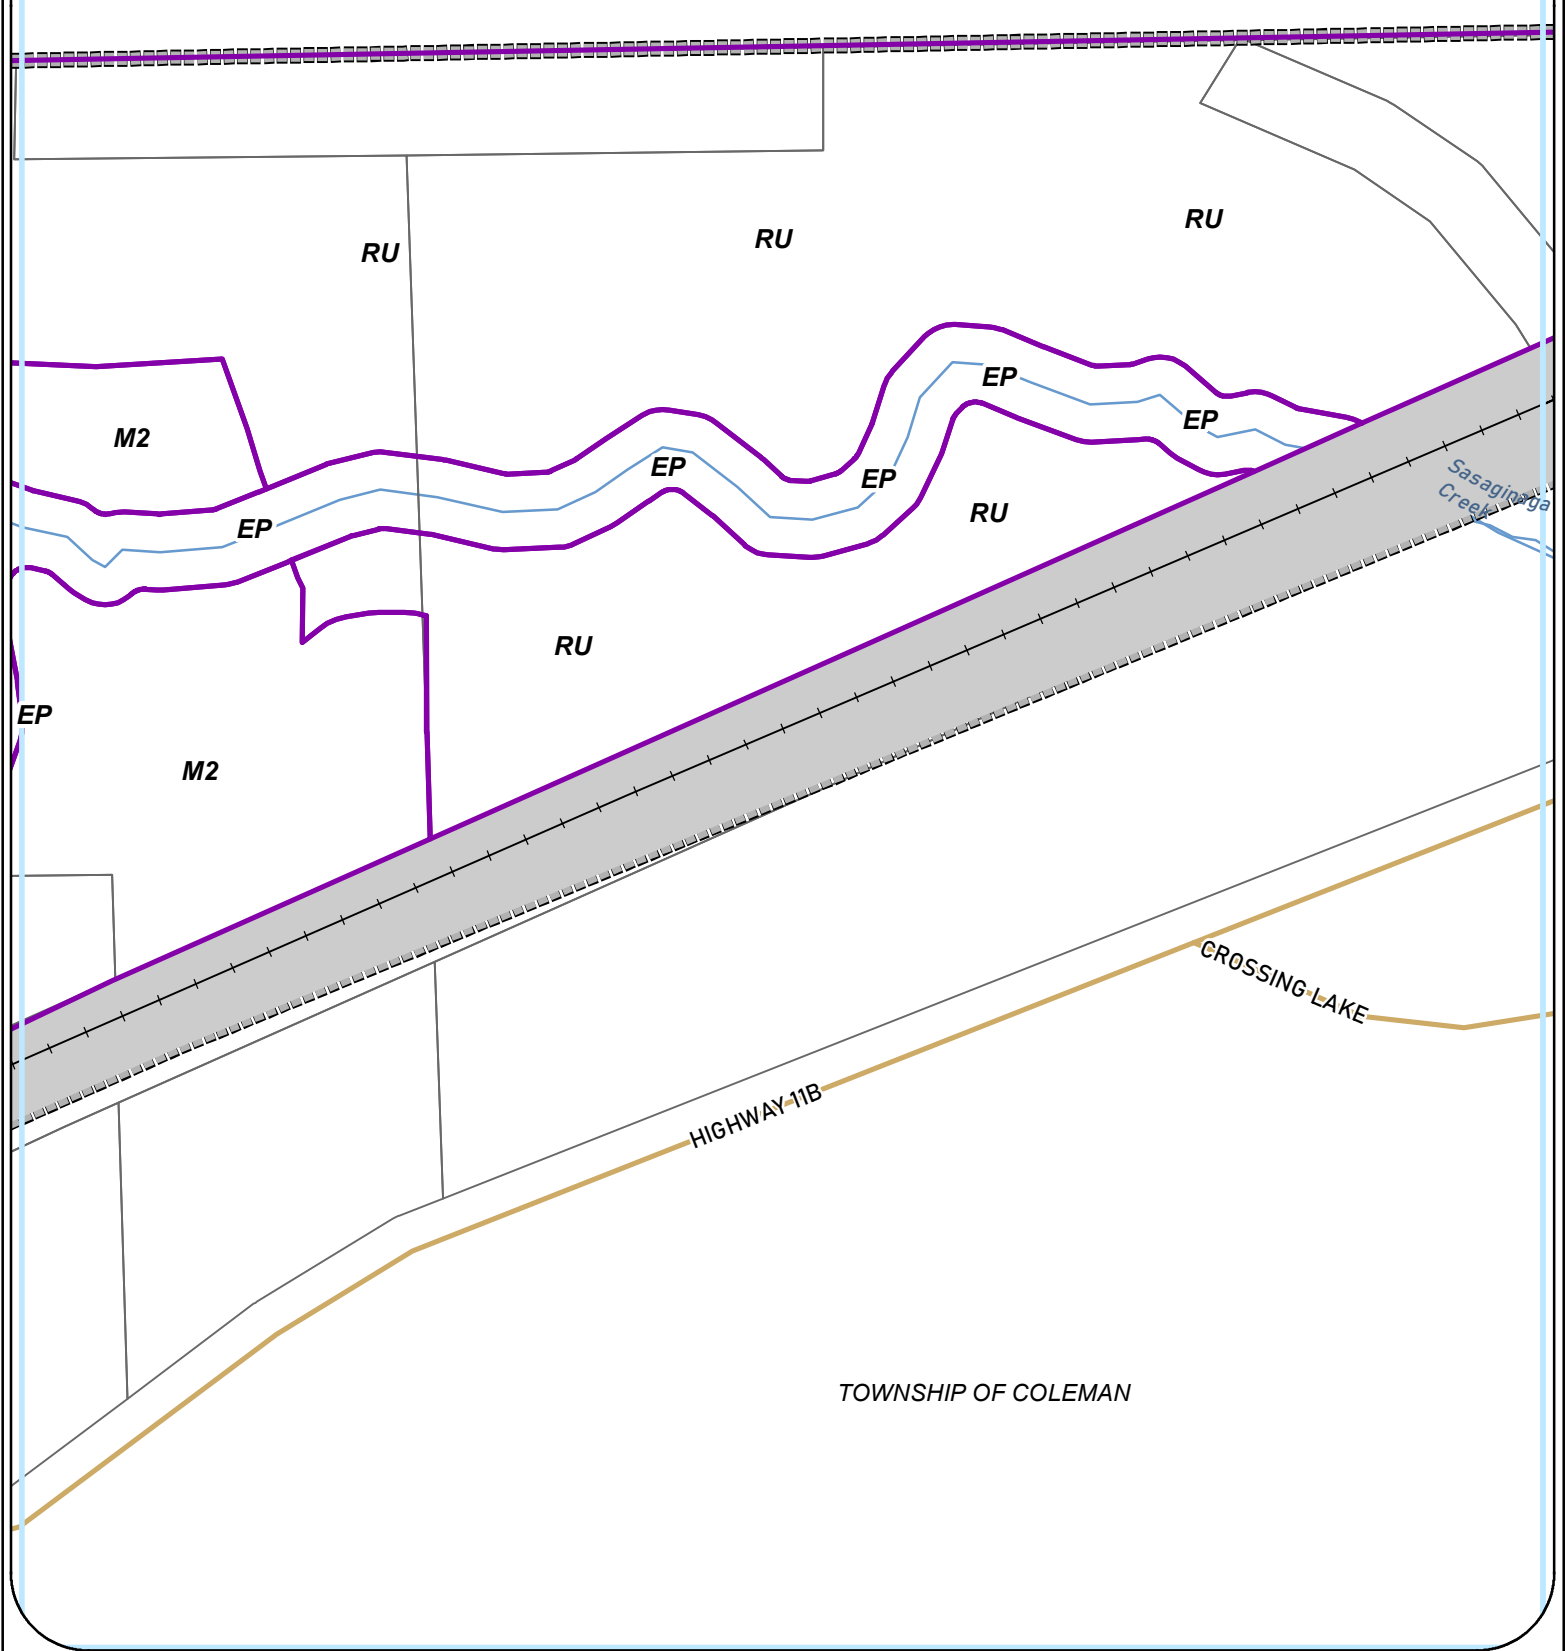 RU
RU
RU
EP
EP
M2
EP
EP
Sasaginaga
Creek
RU
EP
RU
EP
M2
CROSSING LAKE
HIGHWAY 11B
TOWNSHIP OF COLEMAN